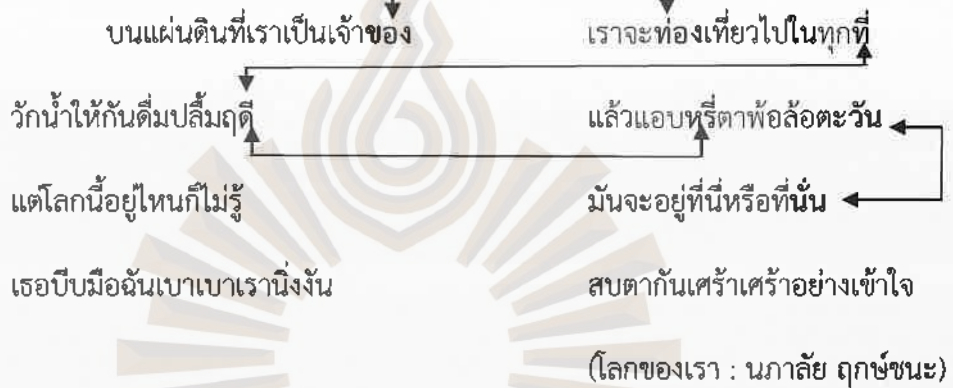 บนแผ่นดินที่เราเป็นเจ้าของ เราจะท่องเที่ยวไปในทุกที่
วักน้ำให้กันดื่มปลื้มฤดี แล้วแอบหรี่ตาพ้อล้อตะวัน
แต่โลกนี้อยู่ไหนก็ไม่รู้ มันจะอยู่ที่นี่หรือที่นั่น
เธอบีบมือฉันเบาเบาเรานิ่งงัน สบตากันเศร้าเศร้าอย่างเข้าใจ
(โลกของเรา : นภาลัย ฤกษ์ชนะ)